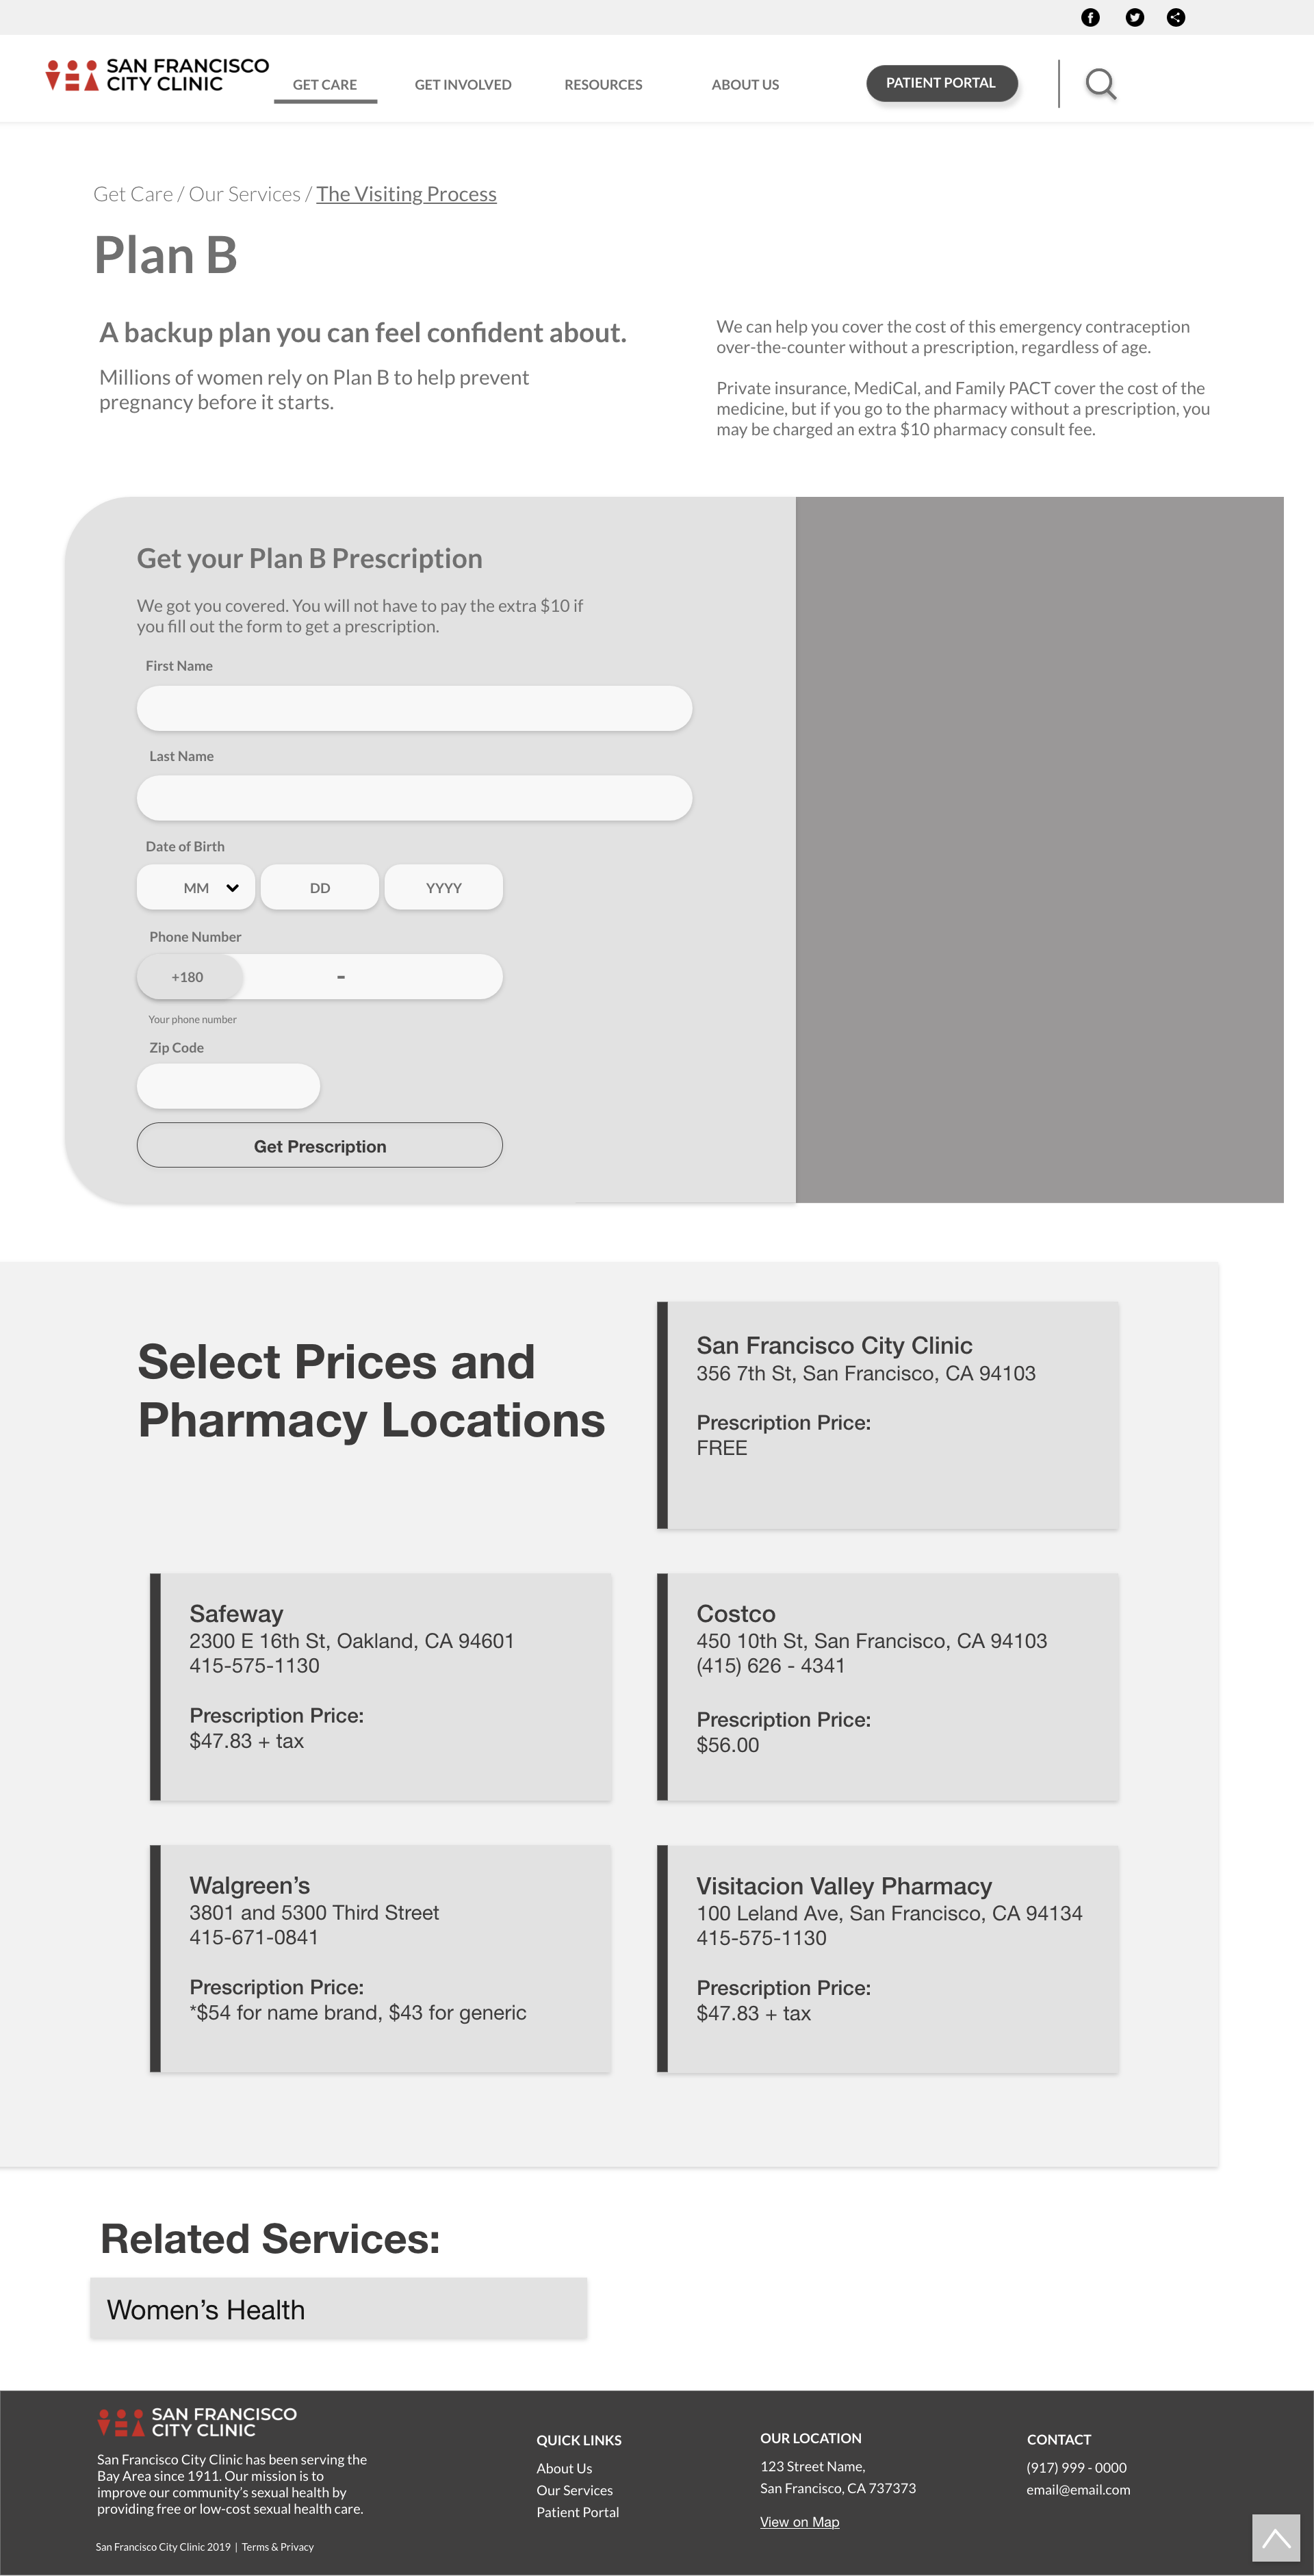 SAN FRANCISCO
CITY CLINIC
GET CARE
GET INVOLVED
RESOURCES
ABOUT US
PATIENT PORTAL
Get Care / Our Services / The Visiting Process
Plan B
A backup plan you can feel confident about.
Millions of women rely on Plan B to help prevent
pregnancy before it starts.
We can help you cover the cost of this emergency contraception
over-the-counter without a prescription, regardless of age.
Private insurance, MediCal, and Family PACT cover the cost of the
medicine, but if you go to the pharmacy without a prescription, you
may be charged an extra $10 pharmacy consult fee.
Get your Plan B Prescription
We got you covered. You will not have to pay the extra $10 if
you fill out the form to get a prescription.
First Name
Last Name
Date of Birth
MM
DD
YYYY
Phone Number
+180
-
Your phone number
Zip Code
Get Prescription
Select Prices and
Pharmacy Locations
San Francisco City Clinic
356 7th St, San Francisco, CA 94103
Prescription Price:
FREE
Safeway
2300 E 16th St, Oakland, CA 94601
415-575-1130
Prescription Price:
$47.83 + tax
Costco
450 10th St, San Francisco, CA 94103
(415) 626 - 4341
Prescription Price:
$56.00
Walgreen’s
3801 and 5300 Third Street
415-671-0841
Prescription Price:
*$54 for name brand, $43 for generic
Visitacion Valley Pharmacy
100 Leland Ave, San Francisco, CA 94134
415-575-1130
Prescription Price:
$47.83 + tax
Related Services:
Women’s Health
SAN FRANCISCO
CITY CLINIC
San Francisco City Clinic has been serving the
Bay Area since 1911. Our mission is to
improve our community’s sexual health by
providing free or low-cost sexual health care.
San Francisco City Clinic 2019 | Terms & Privacy
QUICK LINKS
About Us
Our Services
Patient Portal
OUR LOCATION
123 Street Name,
San Francisco, CA 737373
View on Map
CONTACT
(917) 999 - 0000
email@email.com